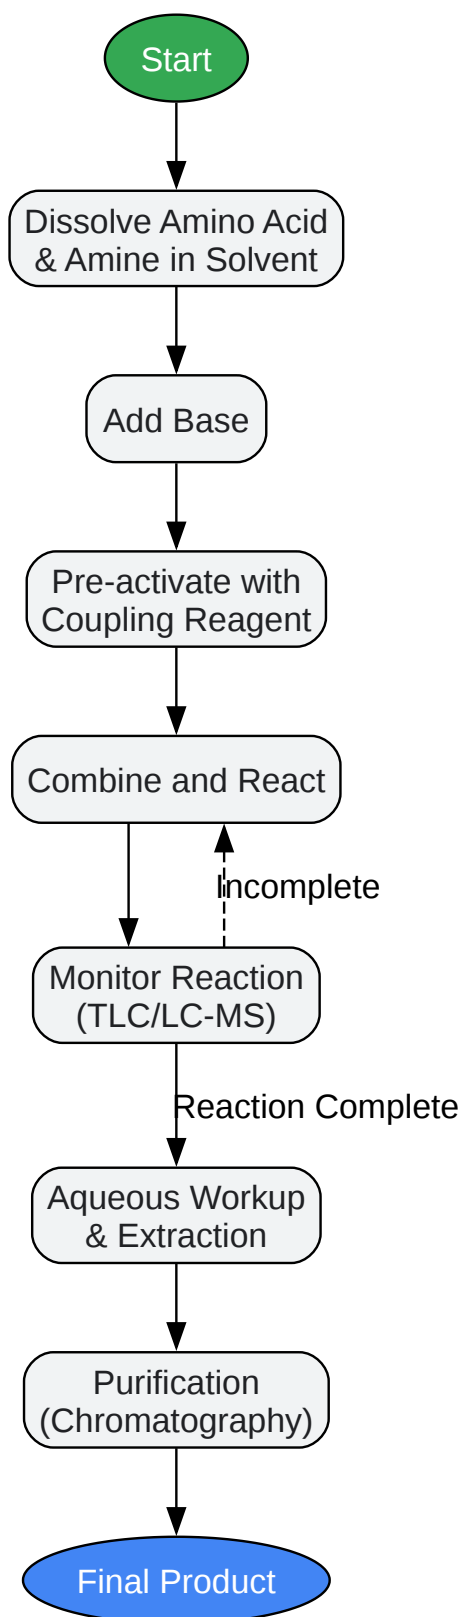 Start
Dissolve Amino Acid
& Amine in Solvent
Add Base
Pre-activate with
Coupling Reagent
Combine and React
Incomplete
Monitor Reaction
(TLC/LC-MS)
Reaction Complete
Aqueous Workup
& Extraction
Purification
(Chromatography)
Final Product